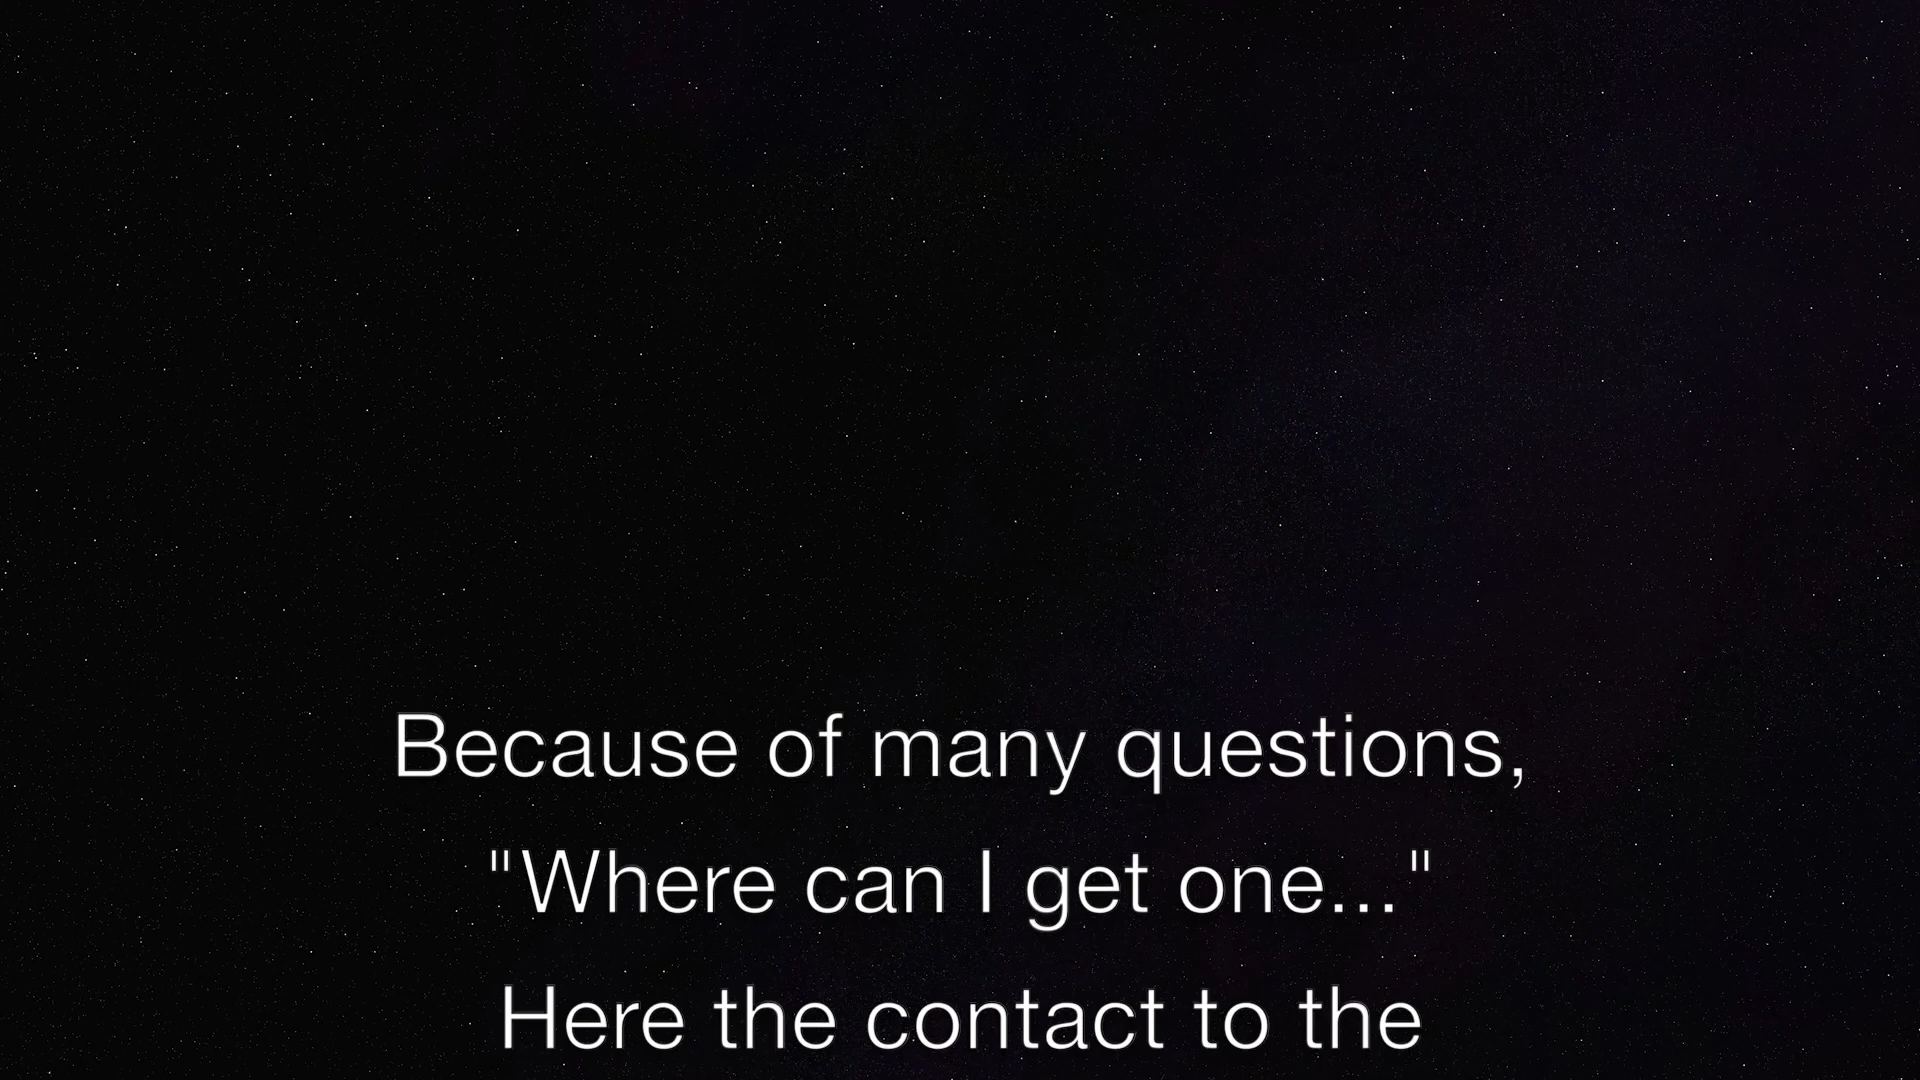 Because of many questions,
"Where can I get one..."
Here the contact to the